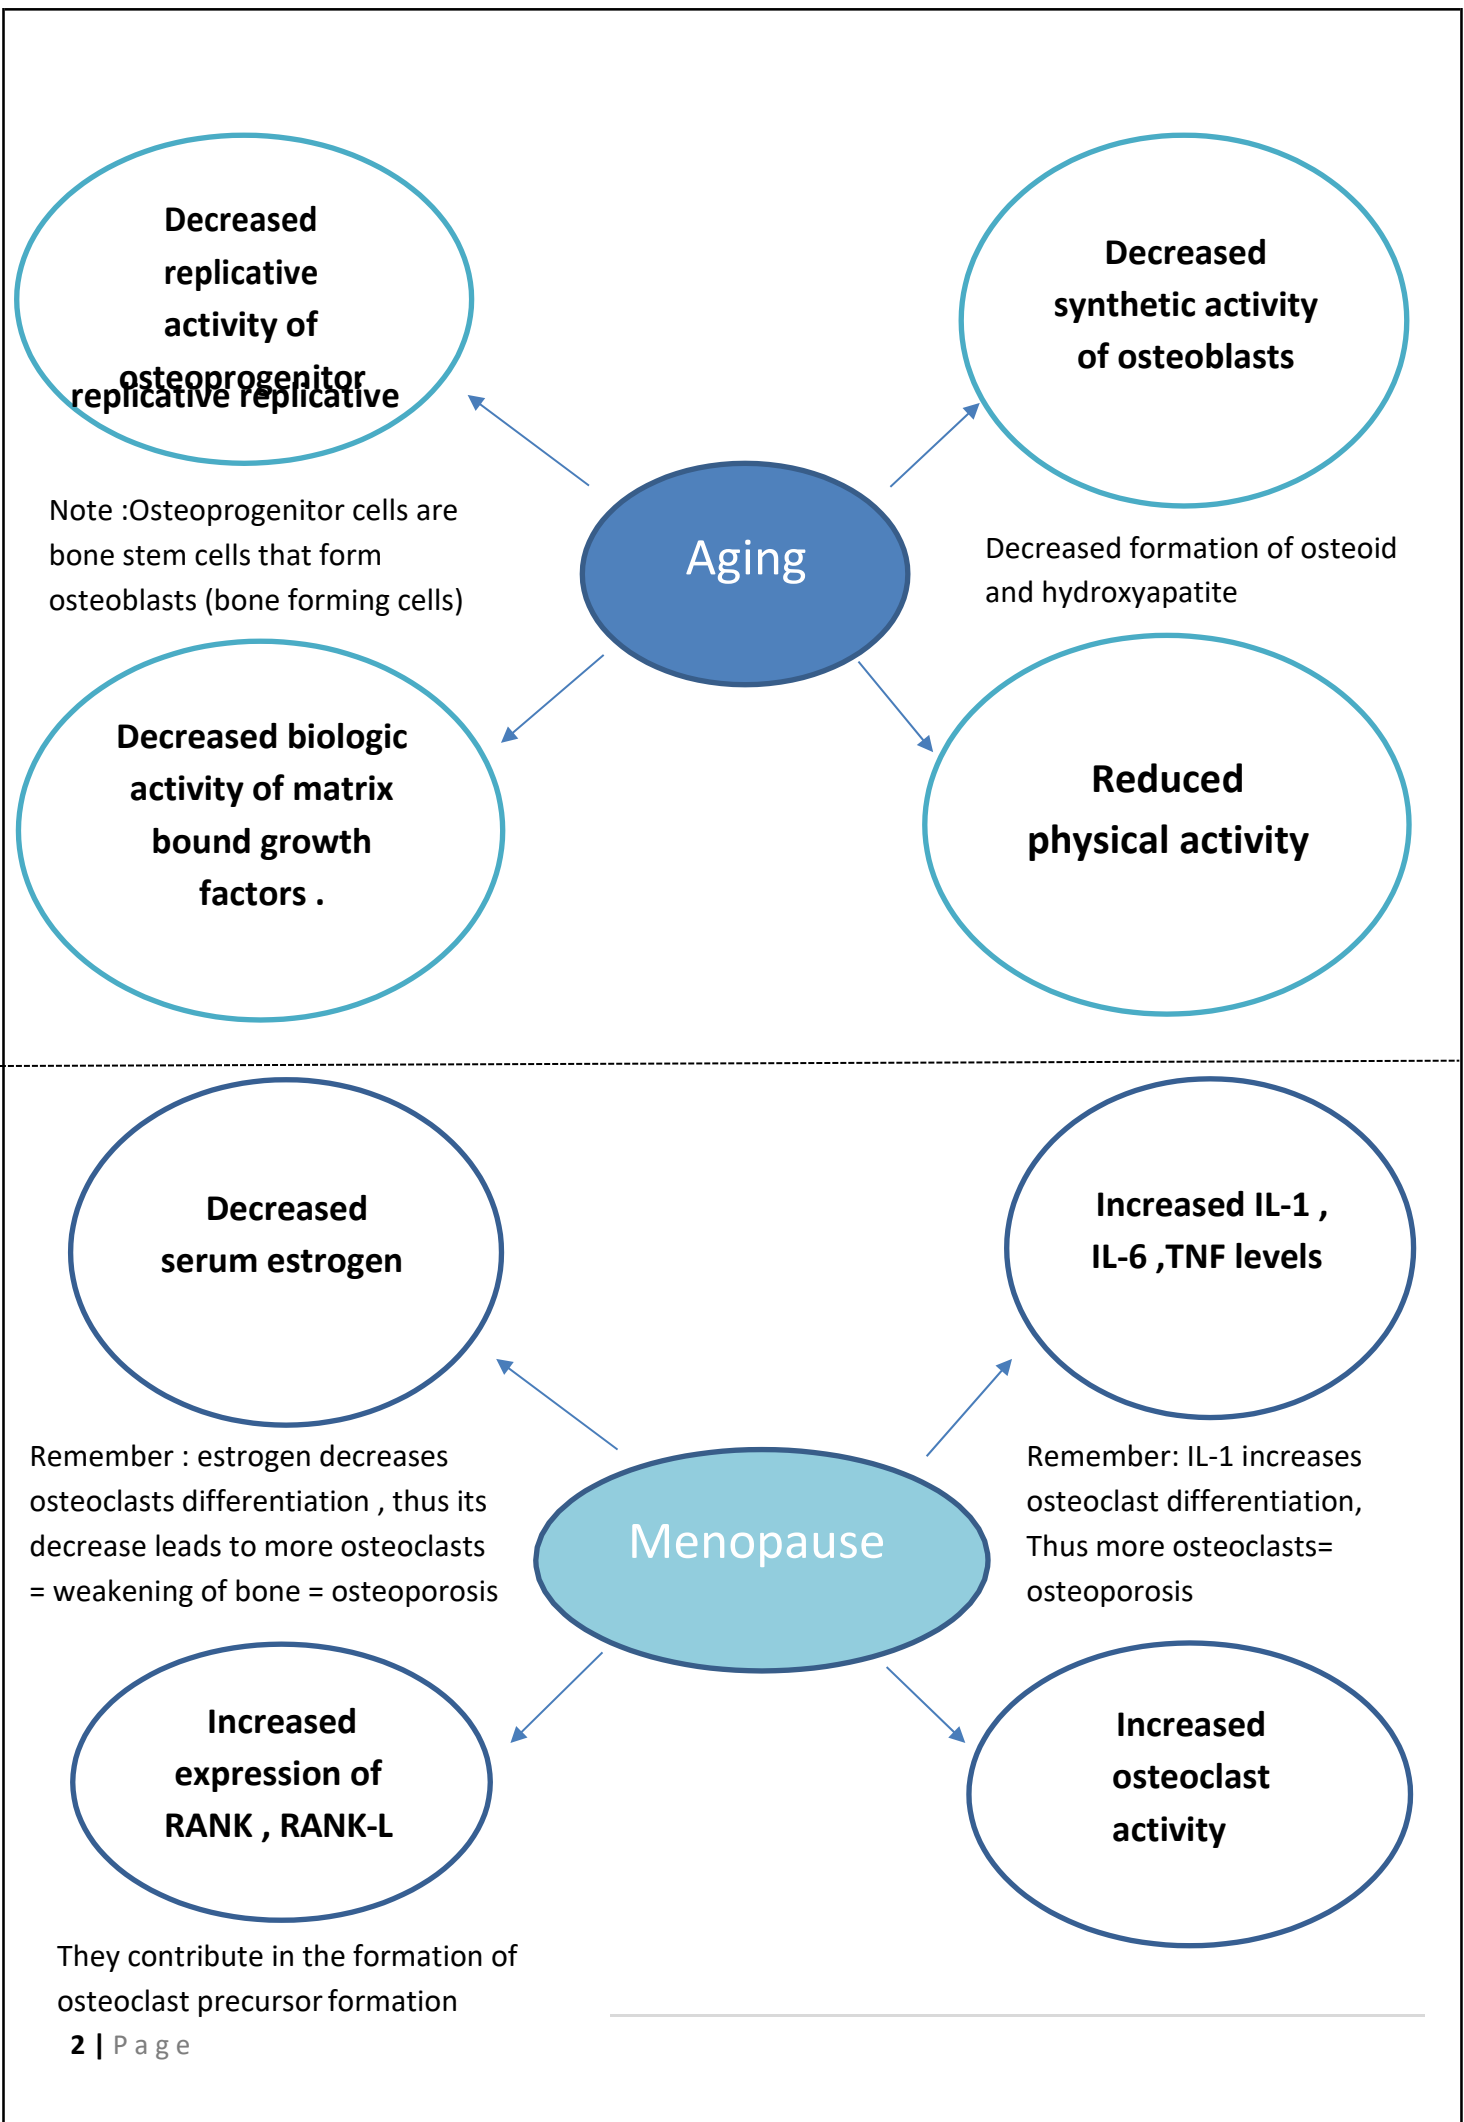 Decreased
replicative
activity of
osteoprogenitor
replicative replicative
Decreased
synthetic activity
of osteoblasts
Note :Osteoprogenitor cells are
bone stem cells that form
osteoblasts (bone forming cells)
Aging
Decreased formation of osteoid
and hydroxyapatite
Decreased biologic
activity of matrix
bound growth
factors .
Reduced
physical activity
Decreased
serum estrogen
Increased IL-1 ,
IL-6 ,TNF levels
Remember : estrogen decreases
osteoclasts differentiation , thus its
decrease leads to more osteoclasts
= weakening of bone = osteoporosis
Menopause
Remember: IL-1 increases
osteoclast differentiation,
Thus more osteoclasts=
osteoporosis
Increased
expression of
RANK , RANK-L
Increased
osteoclast
activity
They contribute in the formation of
osteoclast precursor formation
2 | Page